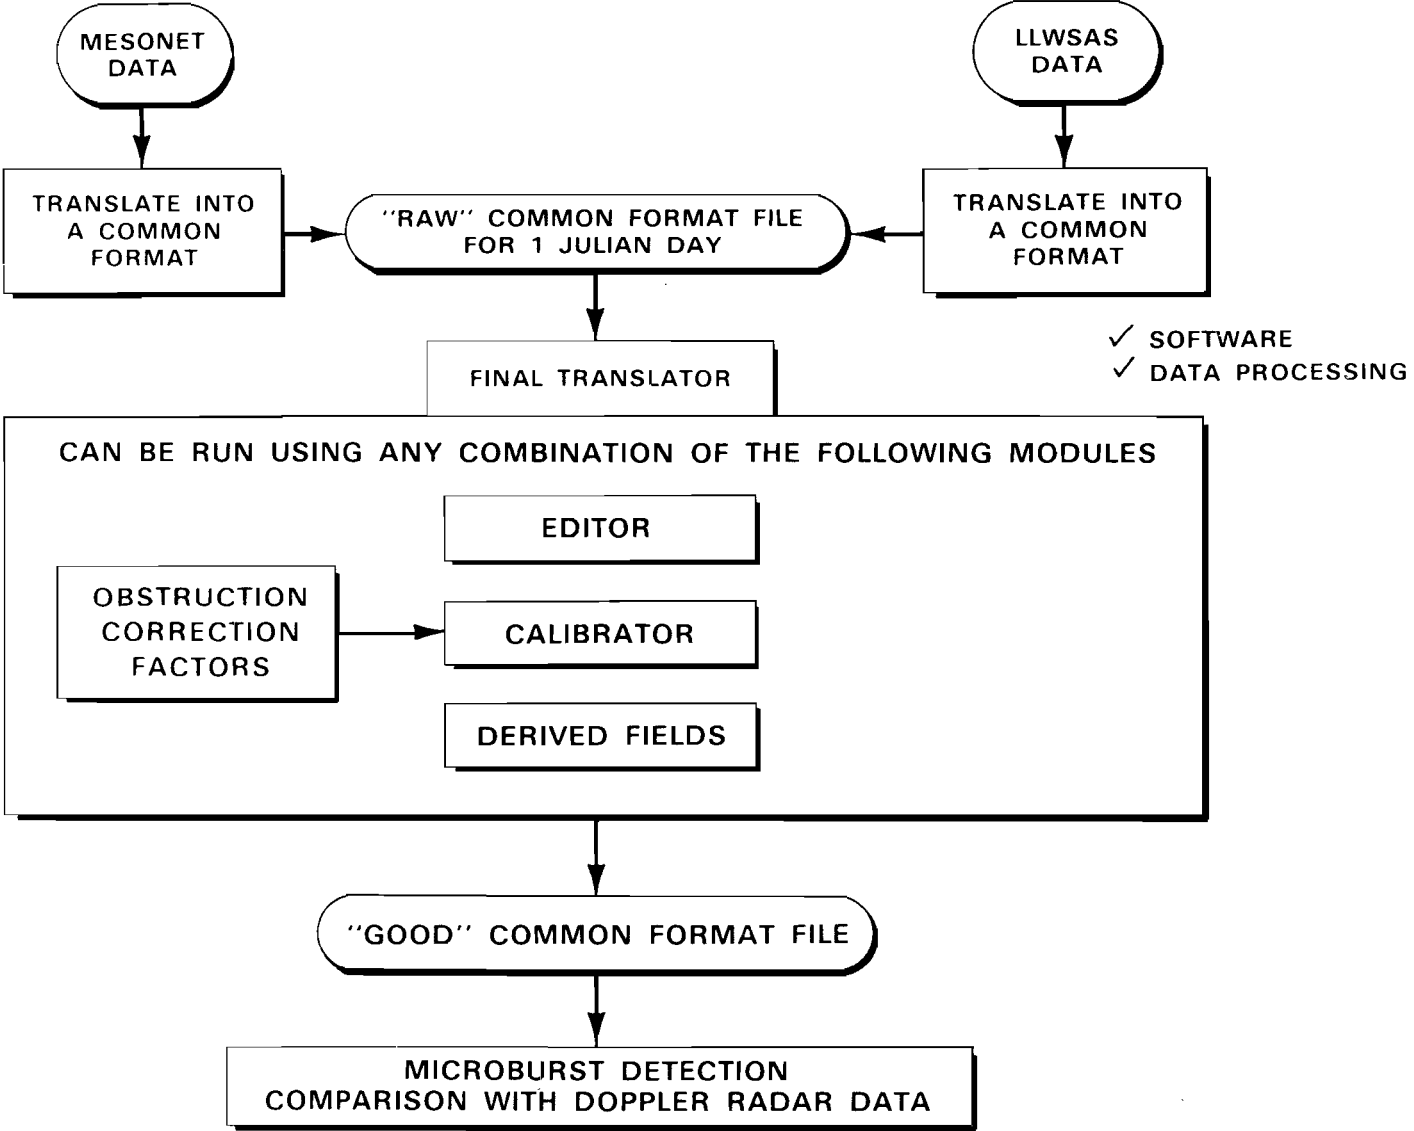 MESONET
DATA
LLWSAS
DATA
TRANSLATE INTO
A COMMON
FORMAT
"RAW" COMMON FORMAT FILE
FOR 1 JULIAN DAY
TRANSLATE INTO
A COMMON
FORMAT
✓ SOFTWARE
✓ DATA PROCESSING
FINAL TRANSLATOR
CAN BE RUN USING ANY COMBINATION OF THE FOLLOWING MODULES
EDITOR
OBSTRUCTION
CORRECTION
FACTORS
CALIBRATOR
DERIVED FIELDS
"GOOD" COMMON FORMAT FILE
MICROBURST DETECTION
COMPARISON WITH DOPPLER RADAR DATA